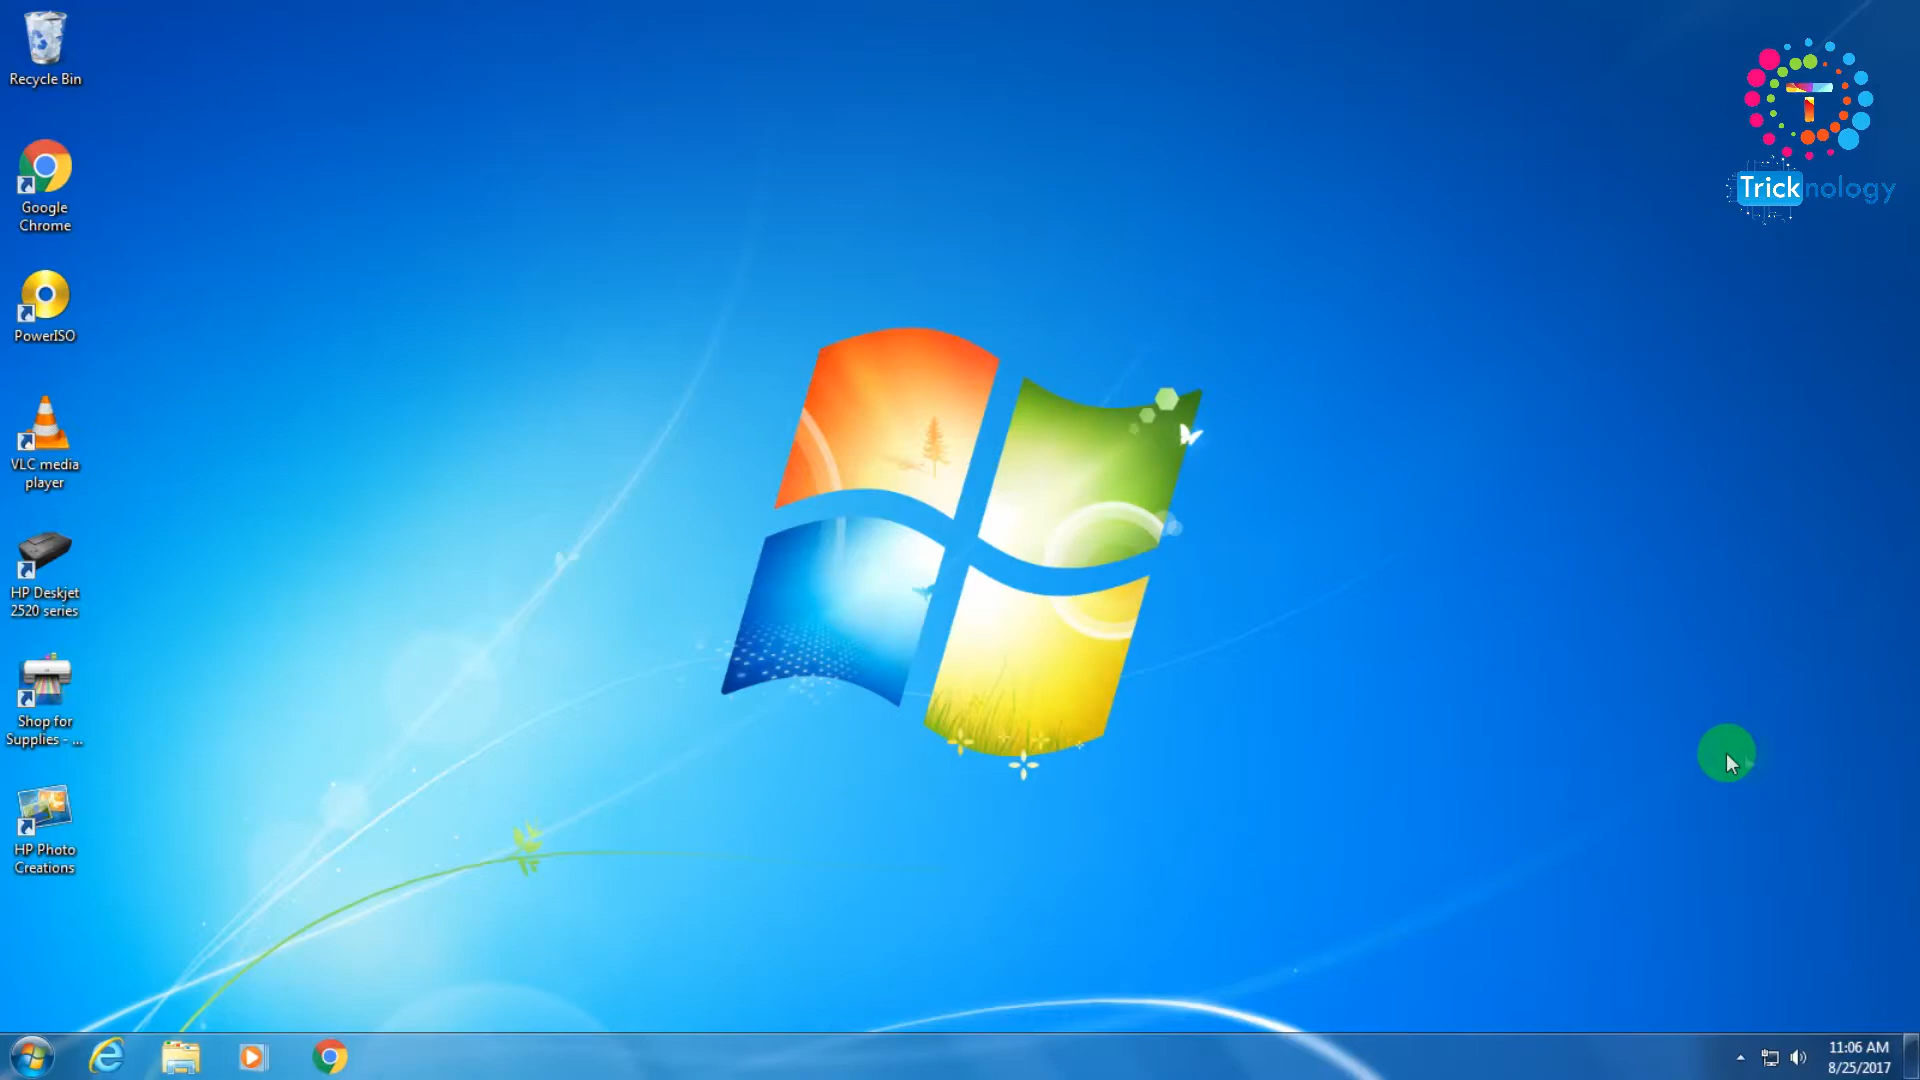 Recycle Bin
Google
Chrome
PowerISO
VLC media
player
HP Deskjet
2520 series
Shop for
Supplies - ...
HP Photo
Creations
T
Tricknology
11:06 AM
8/25/2017